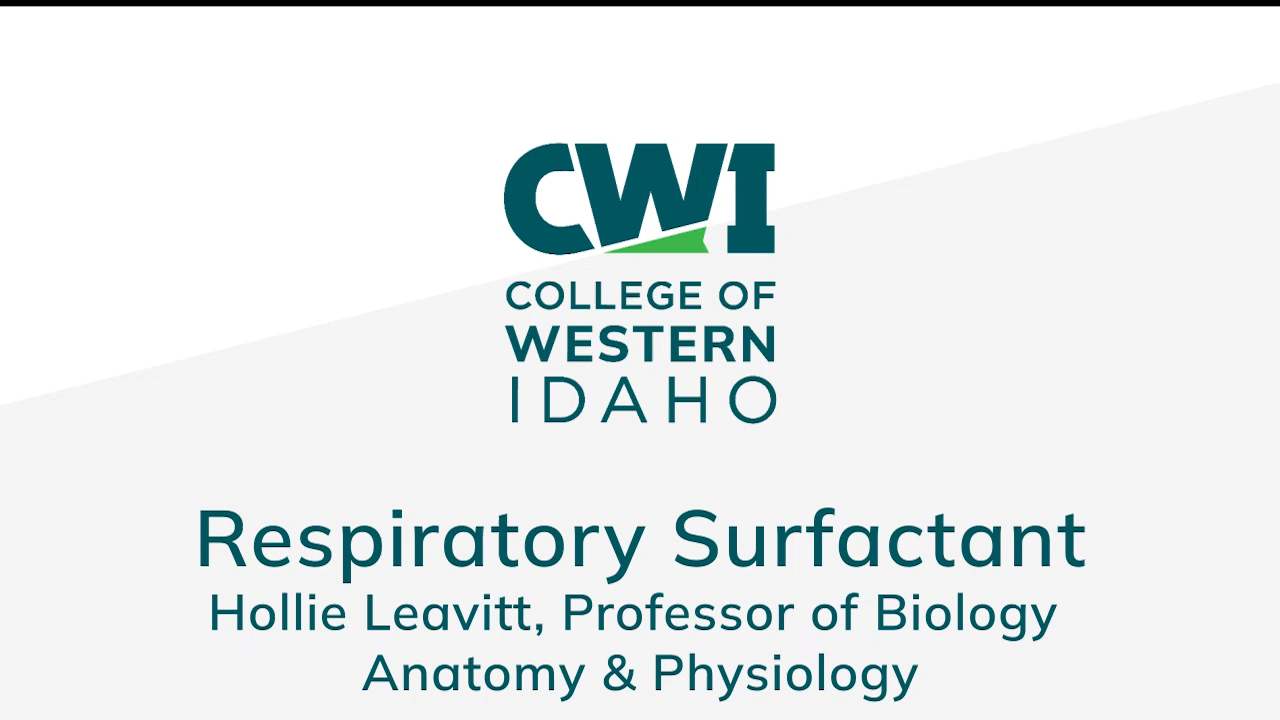 CWI
COLLEGE OF
WESTERN
IDAHO
Respiratory Surfactant
Hollie Leavitt, Professor of Biology
Anatomy & Physiology